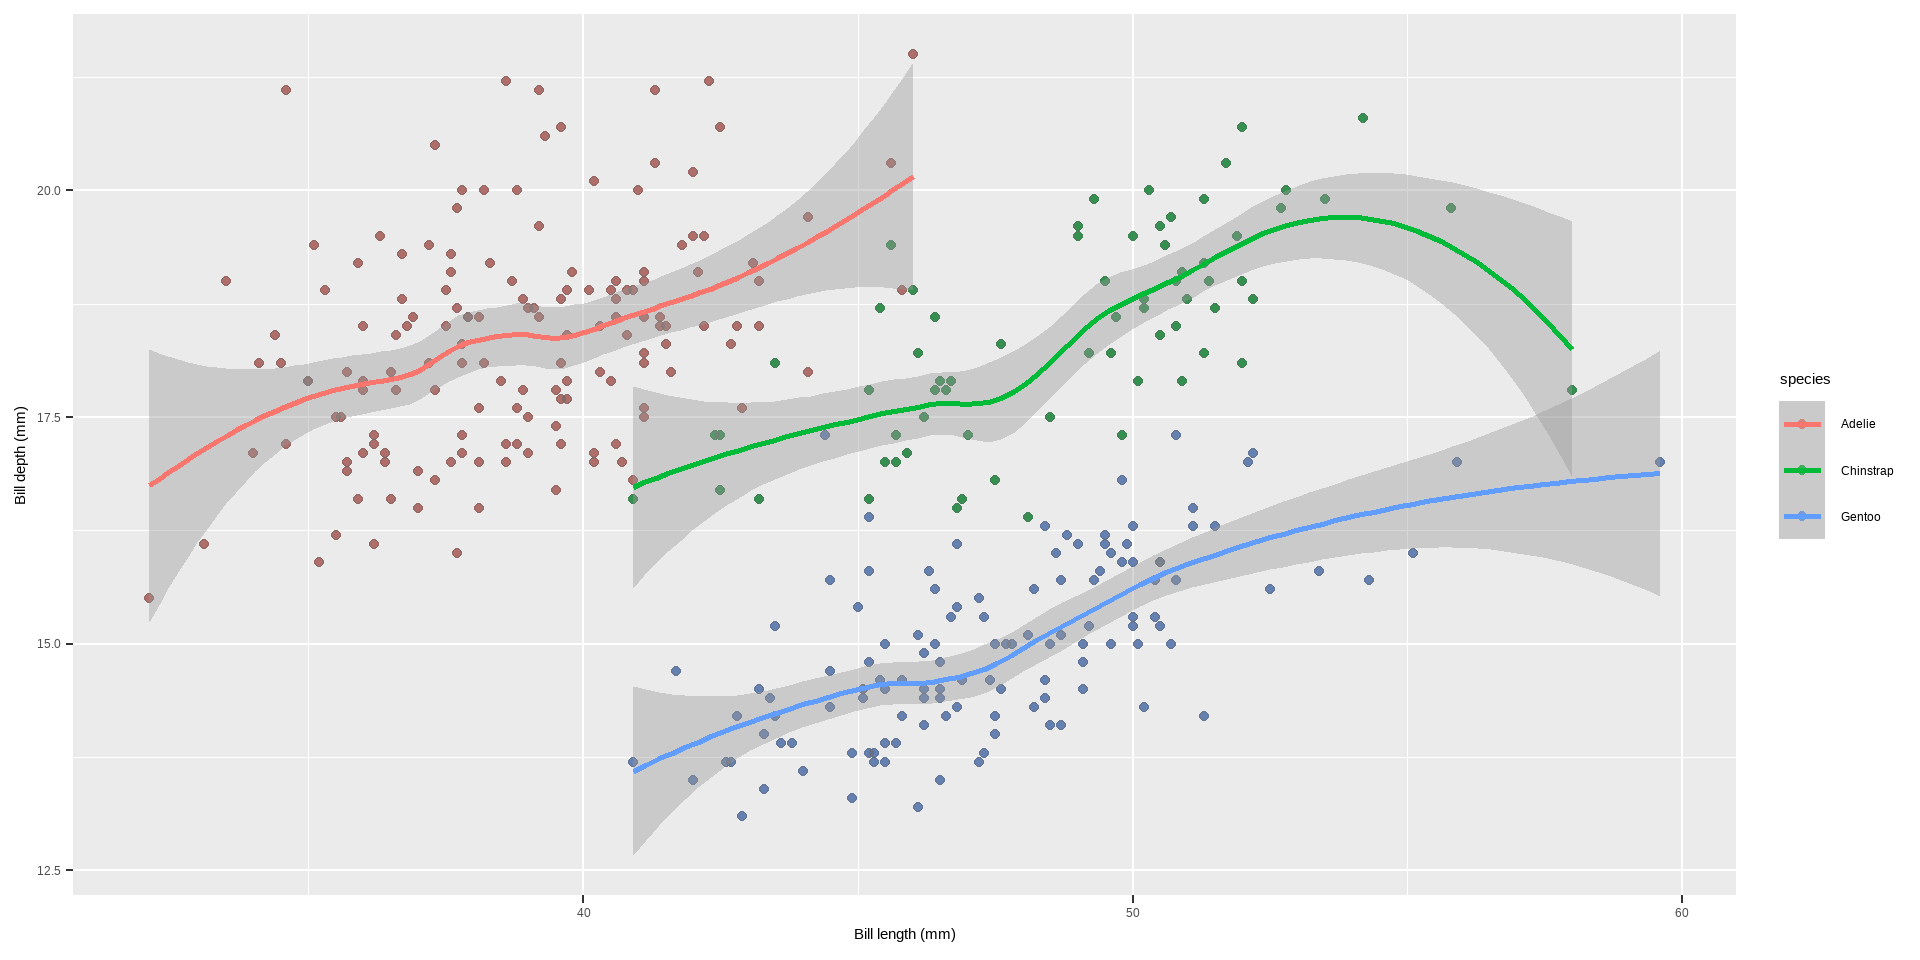 20.0
17.5
15.0
12.5
Bill depth (mm)
40
50
60
Bill length (mm)
species
Adelie
Chinstrap
Gentoo